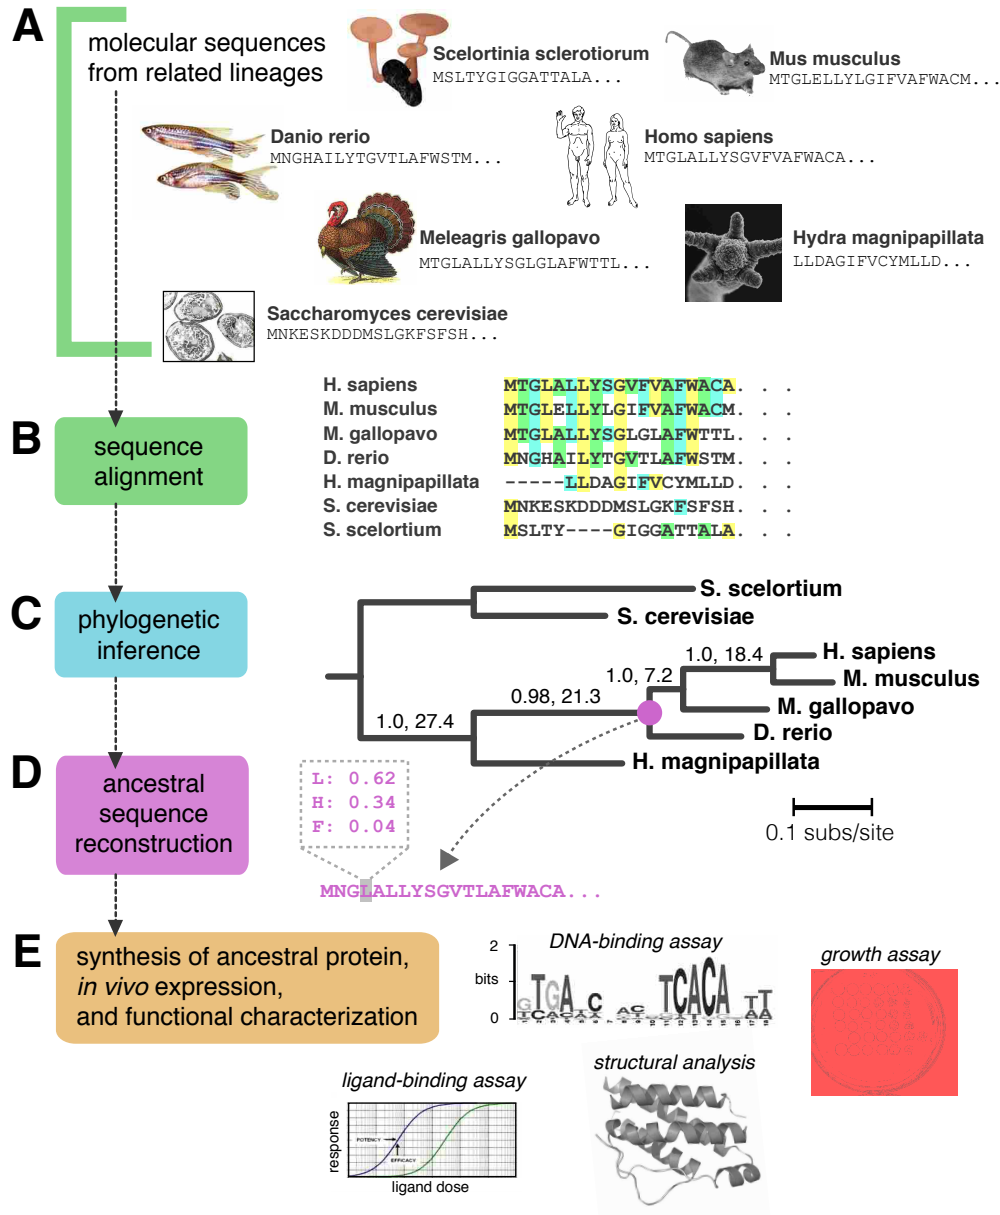 A
molecular sequences
from related lineages
Scelortinia sclerotiorum
MSLTYGIGGATTALA...
Mus musculus
MTGLELLYLGIFVAFWACM...
Danio rerio
MNGHAILYTGVTLAFWSTM...
Homo sapiens
MTGLALLYSGVFVAFWACA...
Meleagris gallopavo
MTGLALLYSGLGLAFWTTL...
Hydra magnipapillata
LLDAGIFVCYMLLD...
Saccharomyces cerevisiae
MNKESKDDDMSLGKFSFSH...
B
sequence
alignment
H. sapiens MTGLALLYSGVFVAFWACA. . .
M. musculus MTGLELLYLGIFVAFWACM. . .
M. gallopavo MTGLALLYSGLGLAFWTTL. . .
D. rerio MNGHAILYTGVTLAFWSTM. . .
H. magnipapillata -----LLDAGIFVCYMLLD. . .
S. cerevisiae MNKESKDDDMSLGKFSFSH. . .
S. scelortium MSLTY----GIGGATTALA. . .
C
phylogenetic
inference
S. scelortium
S. cerevisiae
1.0, 18.4
H. sapiens
1.0, 7.2
M. musculus
0.98, 21.3
M. gallopavo
1.0, 27.4
D. rerio
H. magnipapillata
0.1 subs/site
D
ancestral
sequence
reconstruction
L: 0.62
H: 0.34
F: 0.04
MNGLALLYSGVTLAFWACA...
E
synthesis of ancestral protein,
in vivo expression,
and functional characterization
DNA-binding assay
2
bits
0
growth assay
structural analysis
ligand-binding assay
response
POTENCY
EFFICACY
ligand dose